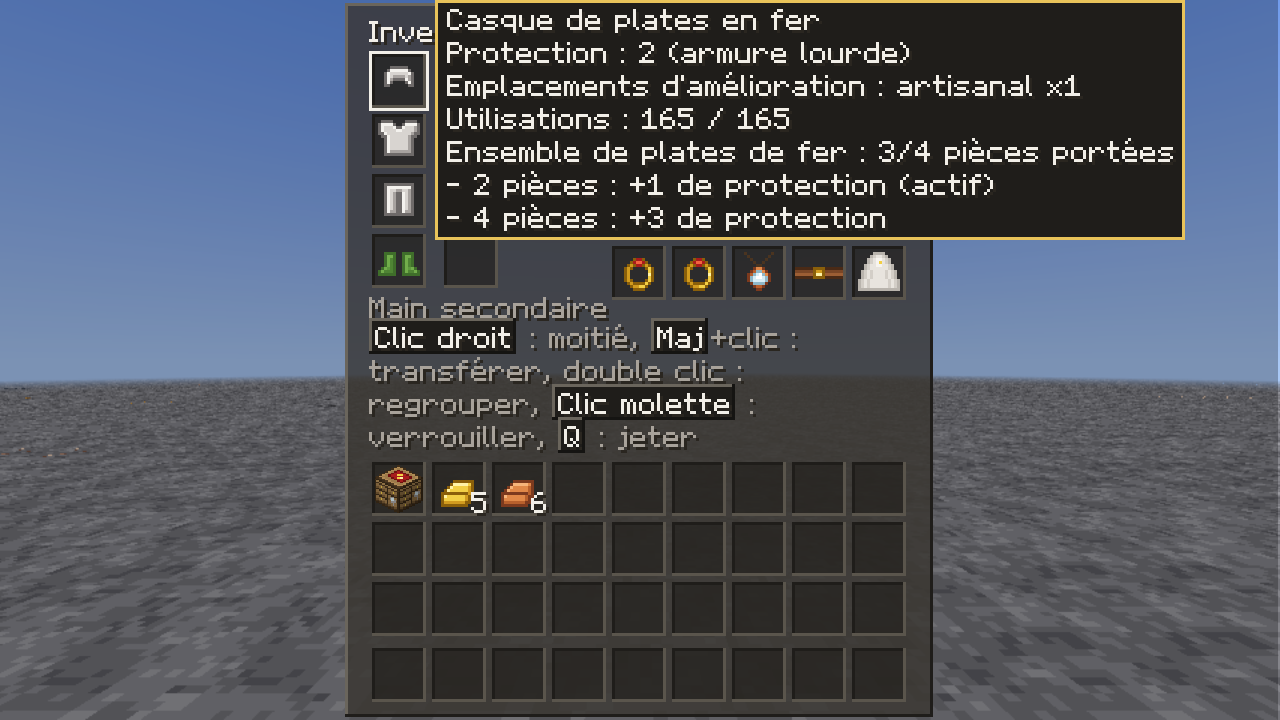 Inve
Casque de plates en fer
Protection : 2 (armure lourde)
Emplacements d'amélioration : artisanal x1
Utilisations : 165 / 165
Ensemble de plates de fer : 3/4 pièces portées
- 2 pièces : +1 de protection (actif)
- 4 pièces : +3 de protection
Main secondaire
Clic droit : moitié, Maj+clic :
transférer, double clic :
regrouper, Clic molette :
verrouiller, Q : jeter
5 6